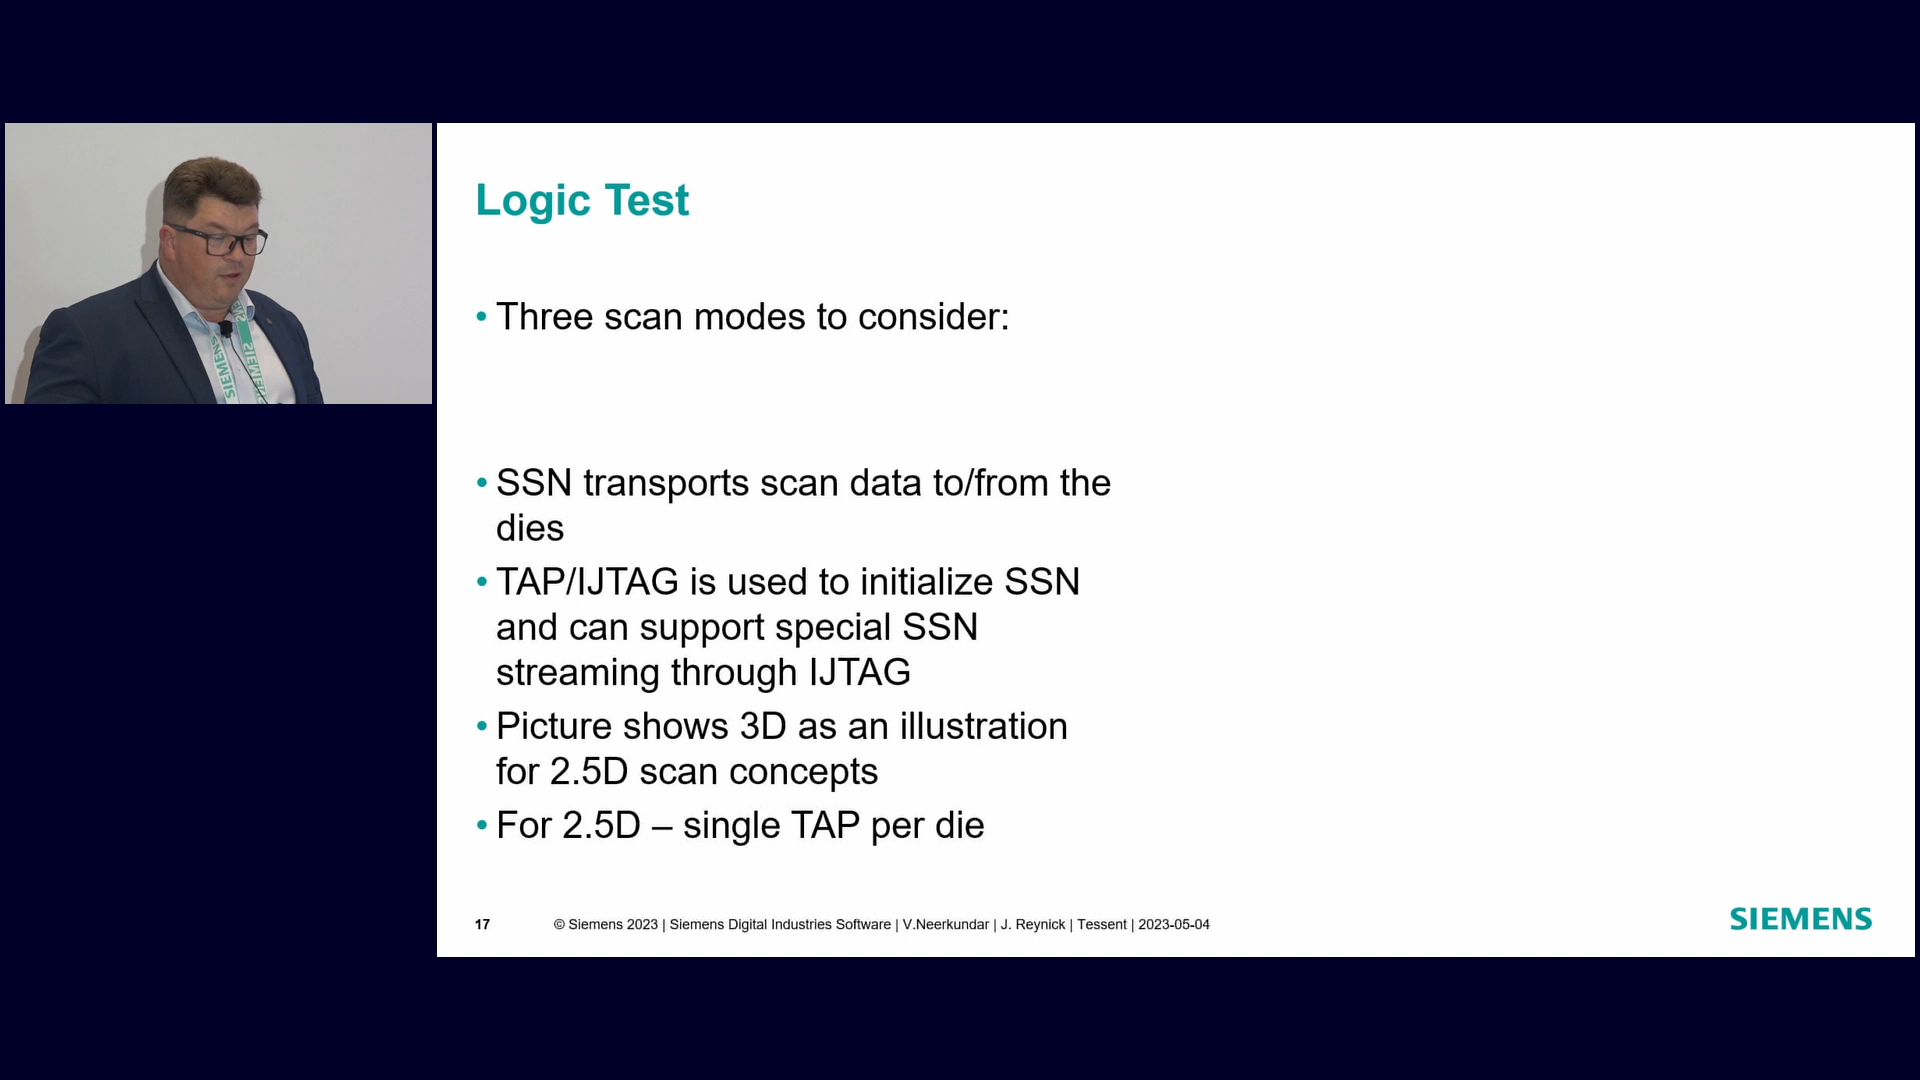 Logic Test
• Three scan modes to consider:
• SSN transports scan data to/from the
dies
• TAP/IJTAG is used to initialize SSN
and can support special SSN
streaming through IJTAG
• Picture shows 3D as an illustration
for 2.5D scan concepts
• For 2.5D – single TAP per die
17 © Siemens 2023 | Siemens Digital Industries Software | V.Neerkundar | J. Reynick | Tessent | 2023-05-04
SIEMENS
SIEMENS
SIEMENS